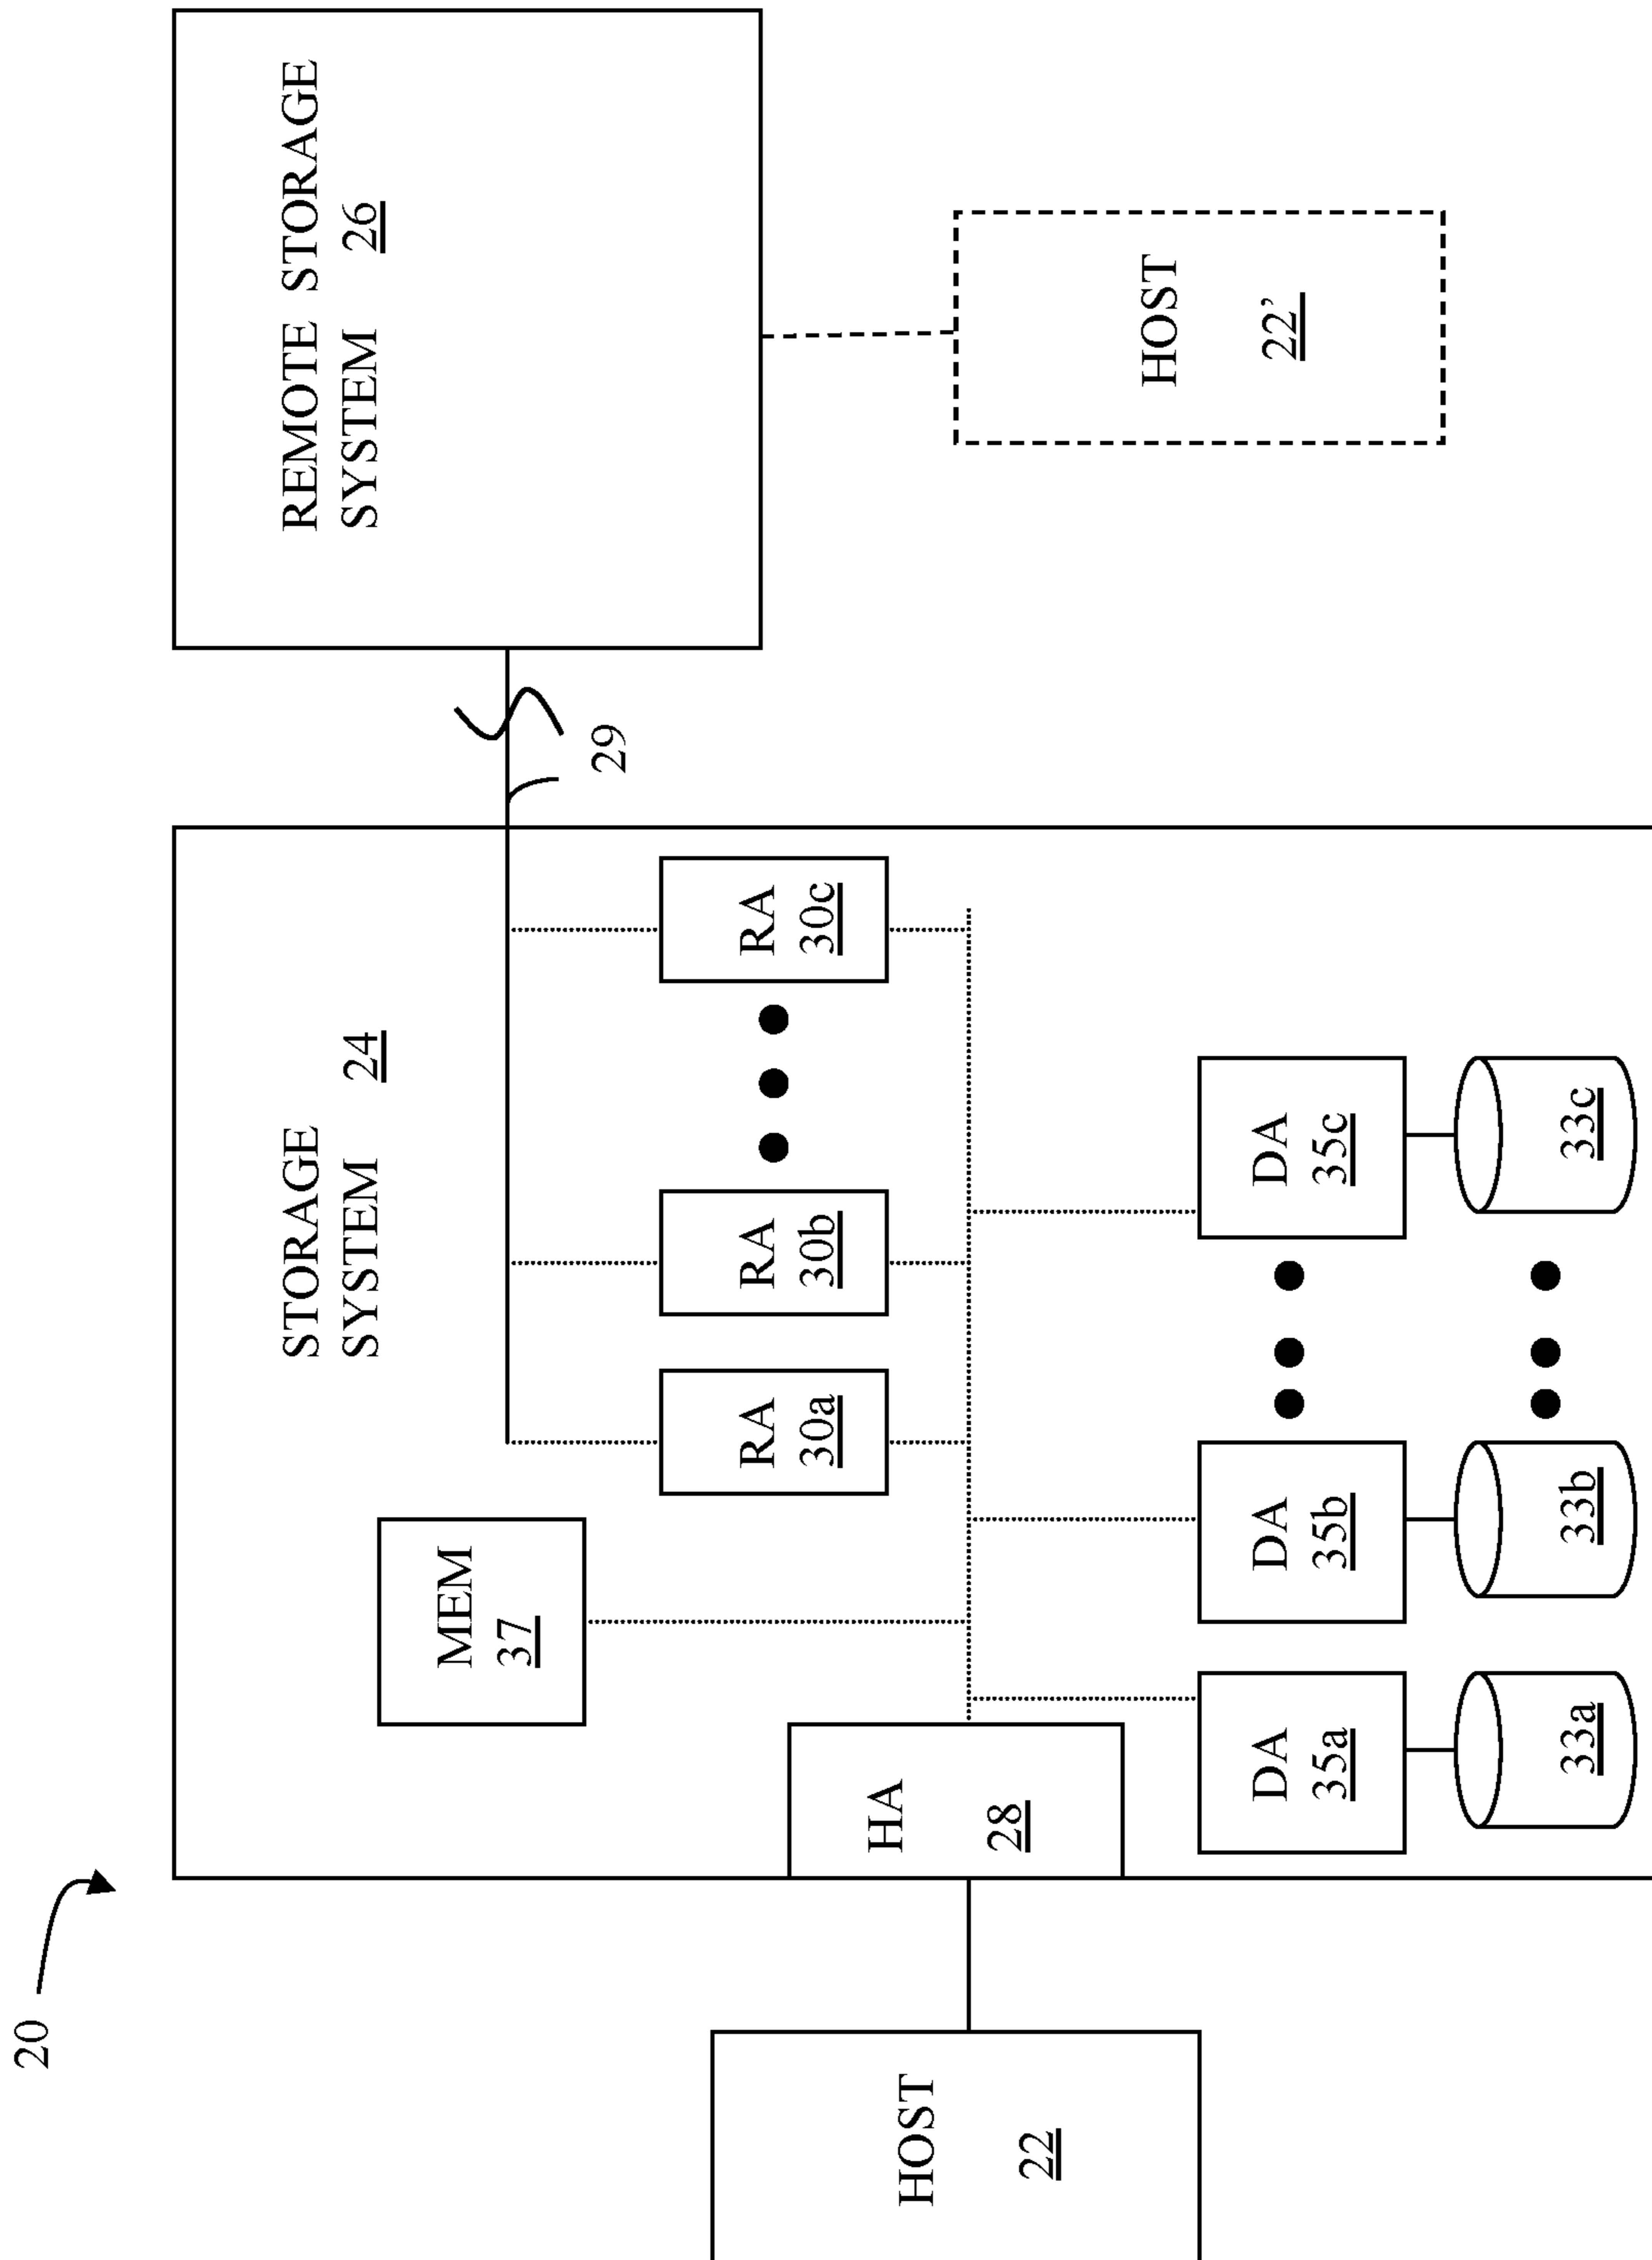 20
HOST
22
STORAGE
SYSTEM 24
MEM
37
HA
28
RA
30a
RA
30b
RA
30c
DA
35a
DA
35b
DA
35c
33a
33b
33c
29
REMOTE STORAGE
SYSTEM 26
HOST
22’